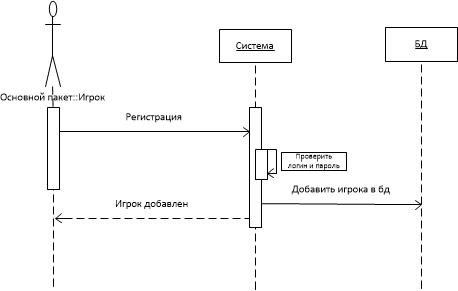 Система
БД
Основной пакет::Игрок
Регистрация
Проверить
логин и пароль
Добавить игрока в бд
Игрок добавлен